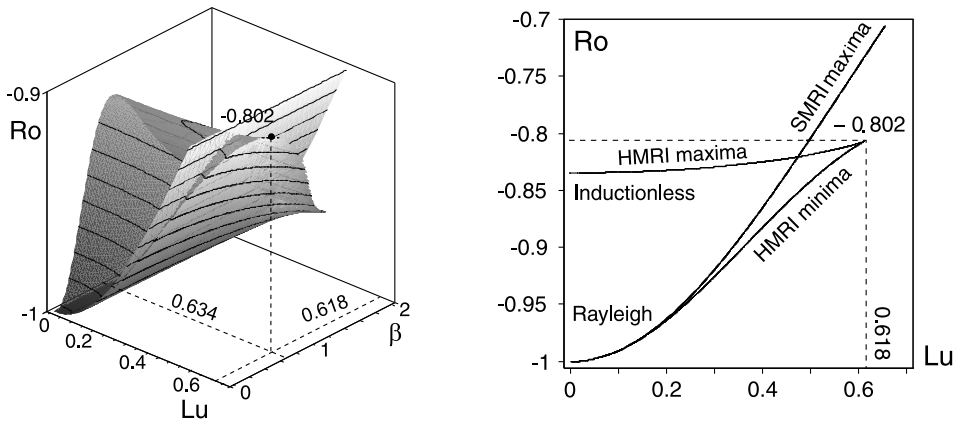 -0.9
Ro
-0.802
-1
0
0.2
0.4
0.6
Lu
0.634
0.618
0
1
2
β
-0.7
Ro
-0.75
SMRI maxima
-0.8
− 0.802
HMRI maxima
-0.85
Inductionless
HMRI minima
-0.9
-0.95
Rayleigh
0.618
-1
Lu
0
0.2
0.4
0.6